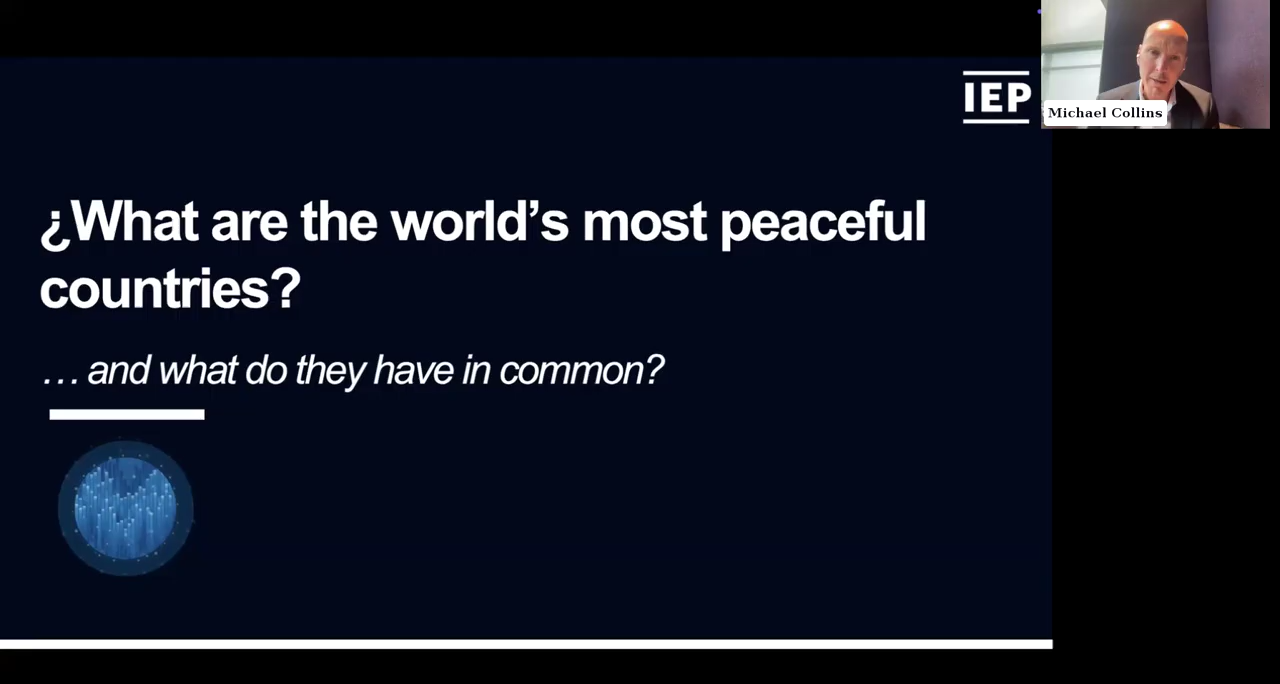 IEP
Michael Collins
¿What are the world’s most peaceful
countries?
… and what do they have in common?